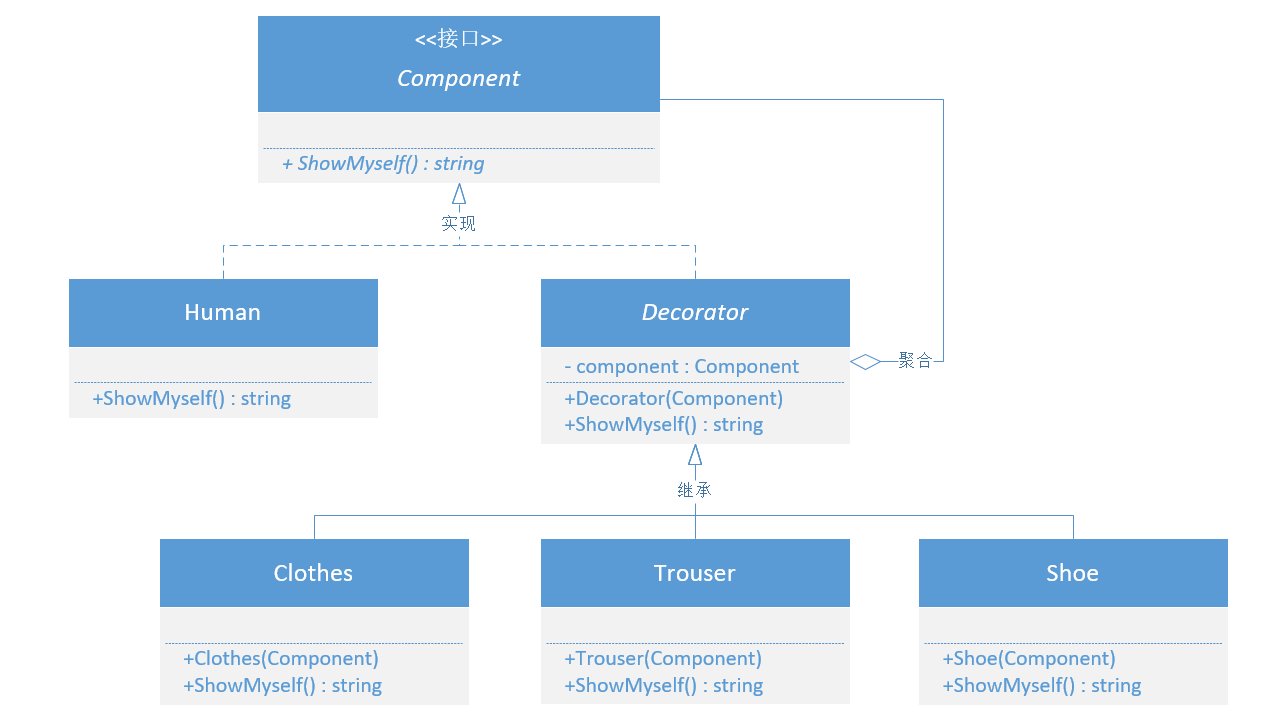 <<接口>>
Component
+ ShowMyself() : string
实现
Human
+ShowMyself() : string
Decorator
- component : Component
+Decorator(Component)
+ShowMyself() : string
聚合
继承
Clothes
+Clothes(Component)
+ShowMyself() : string
Trouser
+Trouser(Component)
+ShowMyself() : string
Shoe
+Shoe(Component)
+ShowMyself() : string